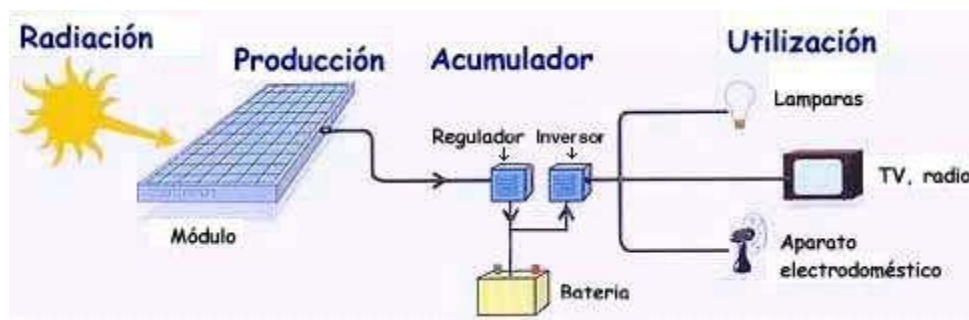 Radiación
Producción
Acumulador
Utilización
Lamparas
Regulador
Inversor
TV, radio
Módulo
Bateria
Aparato
electrodoméstico